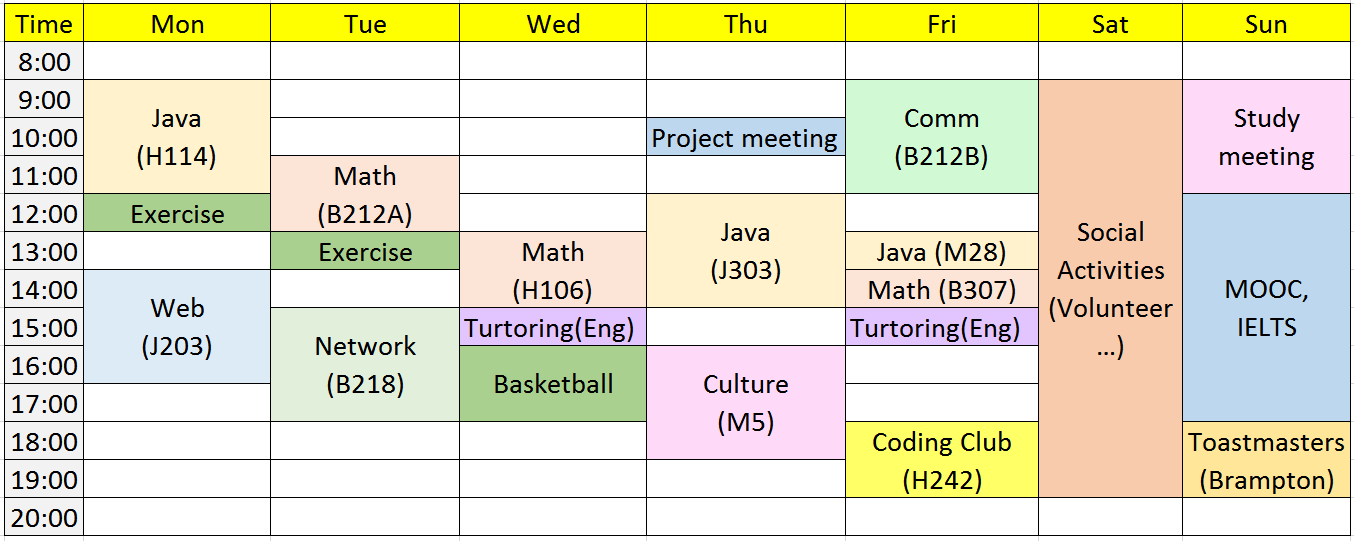 Time Mon Tue Wed Thu Fri Sat Sun
8:00
9:00
10:00
11:00
12:00
13:00
14:00
15:00
16:00
17:00
18:00
19:00
20:00
Java
(H114)
Exercise
Web
(J203)
Math
(B212A)
Exercise
Network
(B218)
Math
(H106)
Turtoring(Eng)
Basketball
Project meeting
Java
(J303)
Culture
(M5)
Comm
(B212B)
Java (M28)
Math (B307)
Turtoring(Eng)
Coding Club
(H242)
Social
Activities
(Volunteer
...)
Study
meeting
MOOC,
IELTS
Toastmasters
(Brampton)